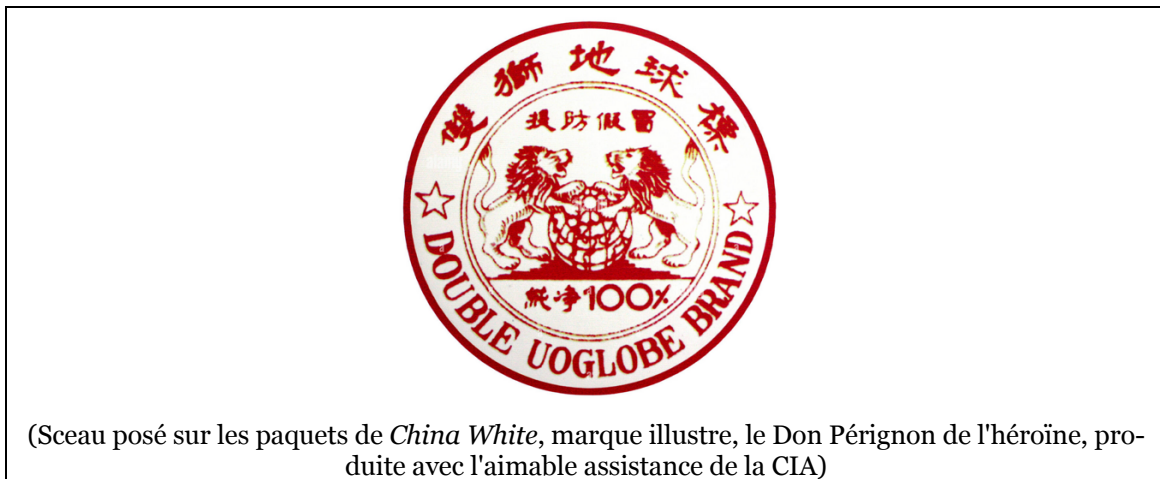 雙獅地球標
提防假冒
純净100%
DOUBLE UOGLOBE BRAND
(Sceau posé sur les paquets de China White, marque illustre, le Don Pérignon de l'héroïne, pro-
duite avec l'aimable assistance de la CIA)